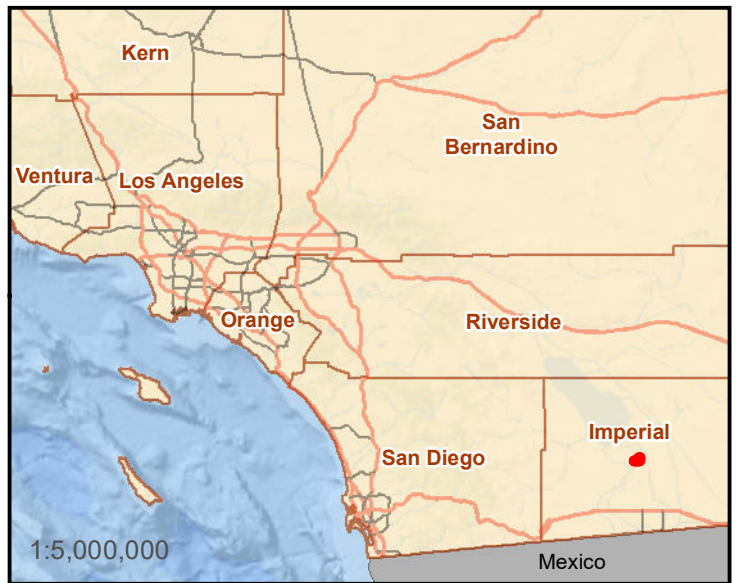 Kern
San
Bernardino
Ventura
Los Angeles
Orange
Riverside
Imperial
San Diego
1:5,000,000
Mexico